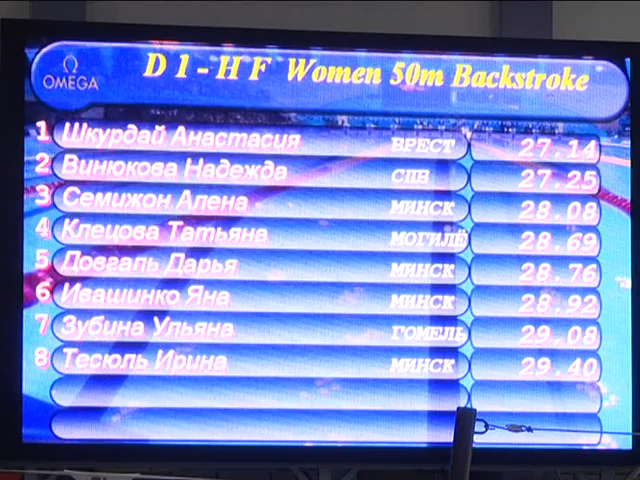 Ω OMEGA
D 1 - H F Women 50m Backstroke
1 Шкурдай Анастасия БРЕСТ 27.14
2 Винюкова Надежда СПБ 27.25
3 Семижон Алена МИНСК 28.08
4 Клецова Татьяна МОГИЛЁ 28.69
5 Довгаль Дарья МИНСК 28.76
6 Ивашинко Яна МИНСК 28.92
7 Зубина Ульяна ГОМЕЛЬ 29.08
8 Тесюль Ирина МИНСК 29.40